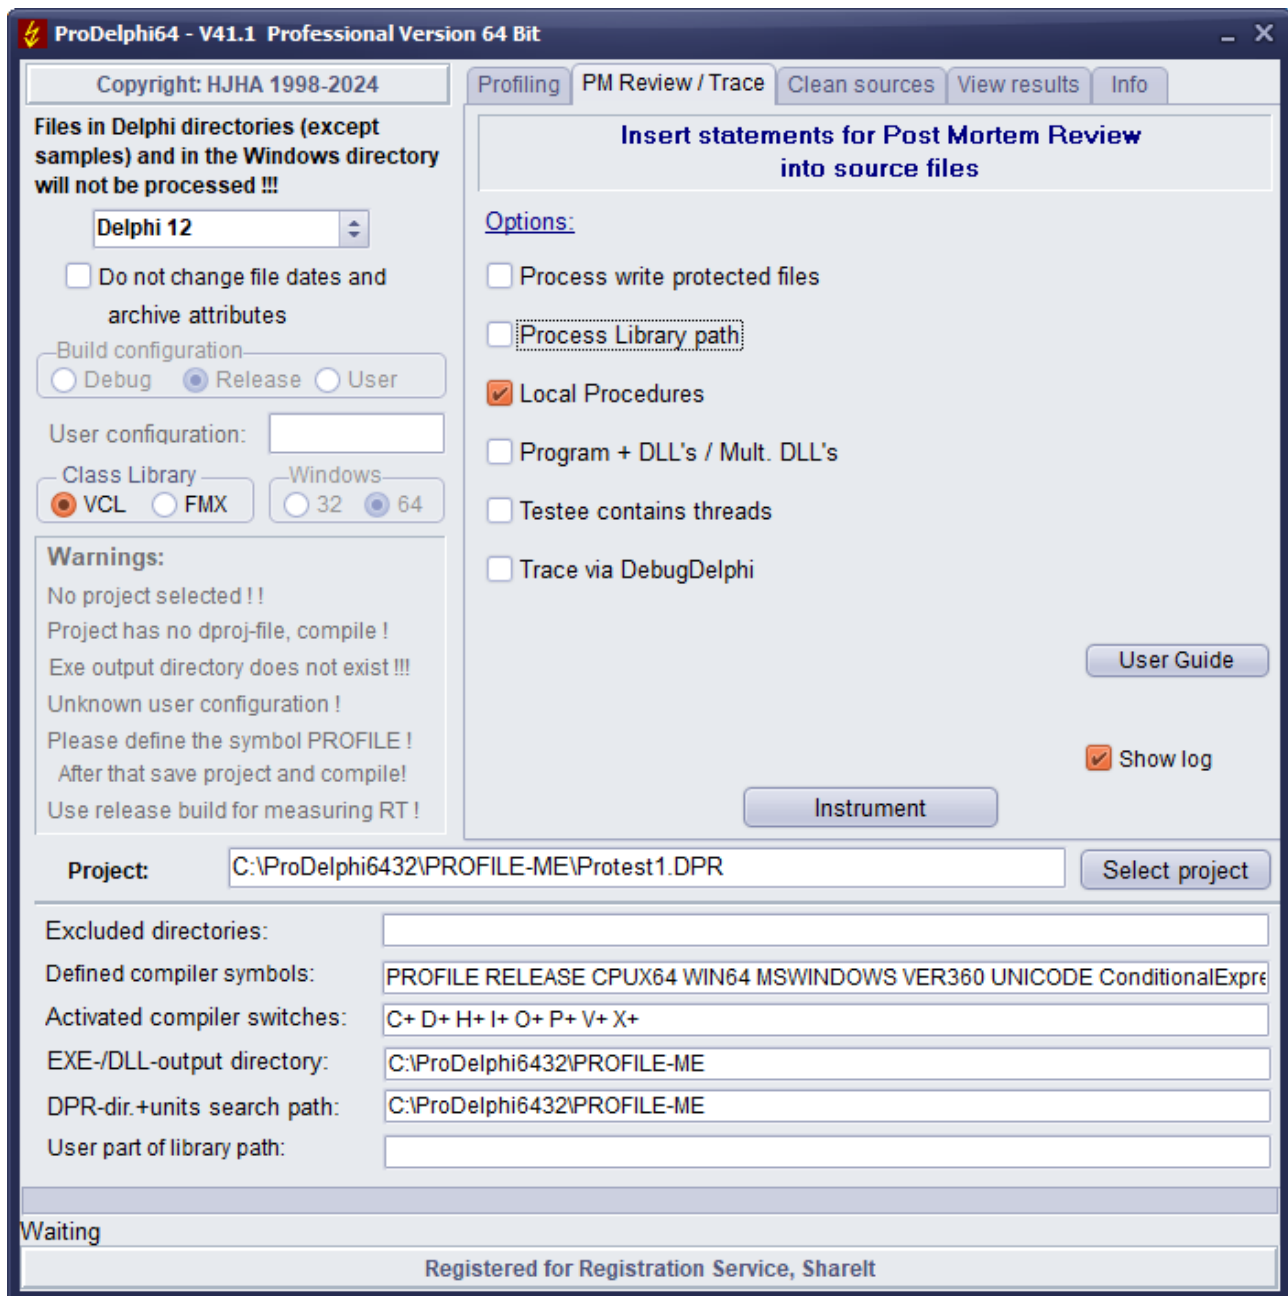 ProDelphi64 - V41.1 Professional Version 64 Bit
Copyright: HJHA 1998-2024
Files in Delphi directories (except
samples) and in the Windows directory
will not be processed !!!
Delphi 12
Do not change file dates and
archive attributes
Build configuration
Debug Release User
User configuration:
Class Library
VCL FMX
Windows
32 64
Warnings:
No project selected ! !
Project has no dproj-file, compile !
Exe output directory does not exist !!!
Unknown user configuration !
Please define the symbol PROFILE !
After that save project and compile!
Use release build for measuring RT !
Profiling PM Review / Trace Clean sources View results Info
Insert statements for Post Mortem Review
into source files
Options:
Process write protected files
Process Library path
Local Procedures
Program + DLL's / Mult. DLL's
Testee contains threads
Trace via DebugDelphi
User Guide
Show log
Instrument
Project: C:\ProDelphi6432\PROFILE-ME\Protest1.DPR Select project
Excluded directories:
Defined compiler symbols: PROFILE RELEASE CPUX64 WIN64 MSWINDOWS VER360 UNICODE ConditionalExpre
Activated compiler switches: C+ D+ H+ I+ O+ P+ V+ X+
EXE-/DLL-output directory: C:\ProDelphi6432\PROFILE-ME
DPR-dir.+units search path: C:\ProDelphi6432\PROFILE-ME
User part of library path:
Waiting
Registered for Registration Service, ShareIt